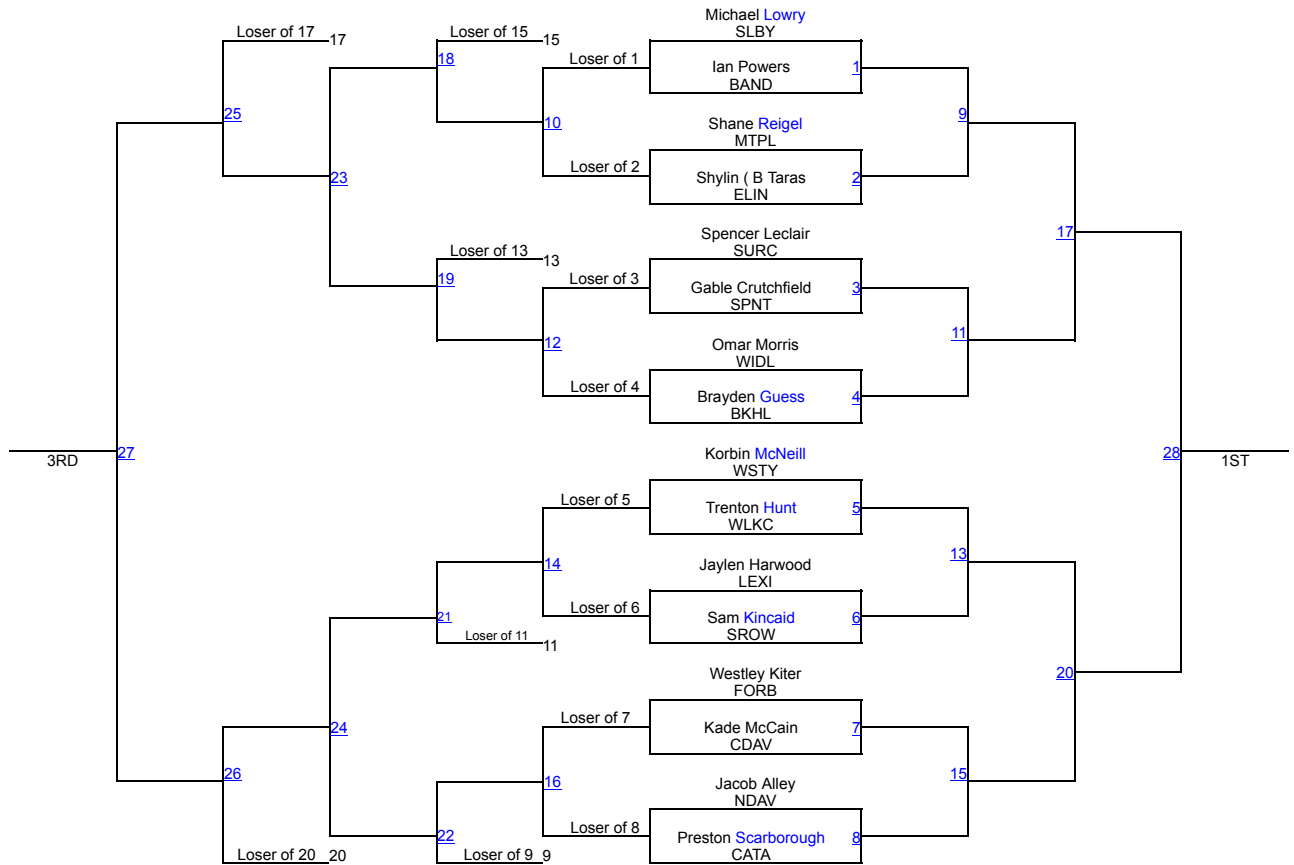 Michael Lowry
SLBY
Loser of 17 17
Loser of 15 15
18
Loser of 1
Ian Powers 1
BAND
25
10
Shane Reigel
MTPL
9
Loser of 2
Shylin ( B Taras 2
ELIN
23
Spencer Leclair
SURC
17
Loser of 13 13
19
Loser of 3
Gable Crutchfield 3
SPNT
12
Omar Morris
WIDL
11
Loser of 4
Brayden Guess 4
BKHL
3RD
27
Korbin McNeill
WSTY
28
1ST
Loser of 5
Trenton Hunt 5
WLKC
14
Jaylen Harwood
LEXI
13
21
Loser of 6
Sam Kincaid 6
SROW
Loser of 11 11
Westley Kiter
FORB
20
24
Loser of 7
Kade McCain 7
CDAV
26
16
Jacob Alley
NDAV
15
22
Loser of 8
Preston Scarborough 8
CATA
Loser of 20 20
Loser of 9 9